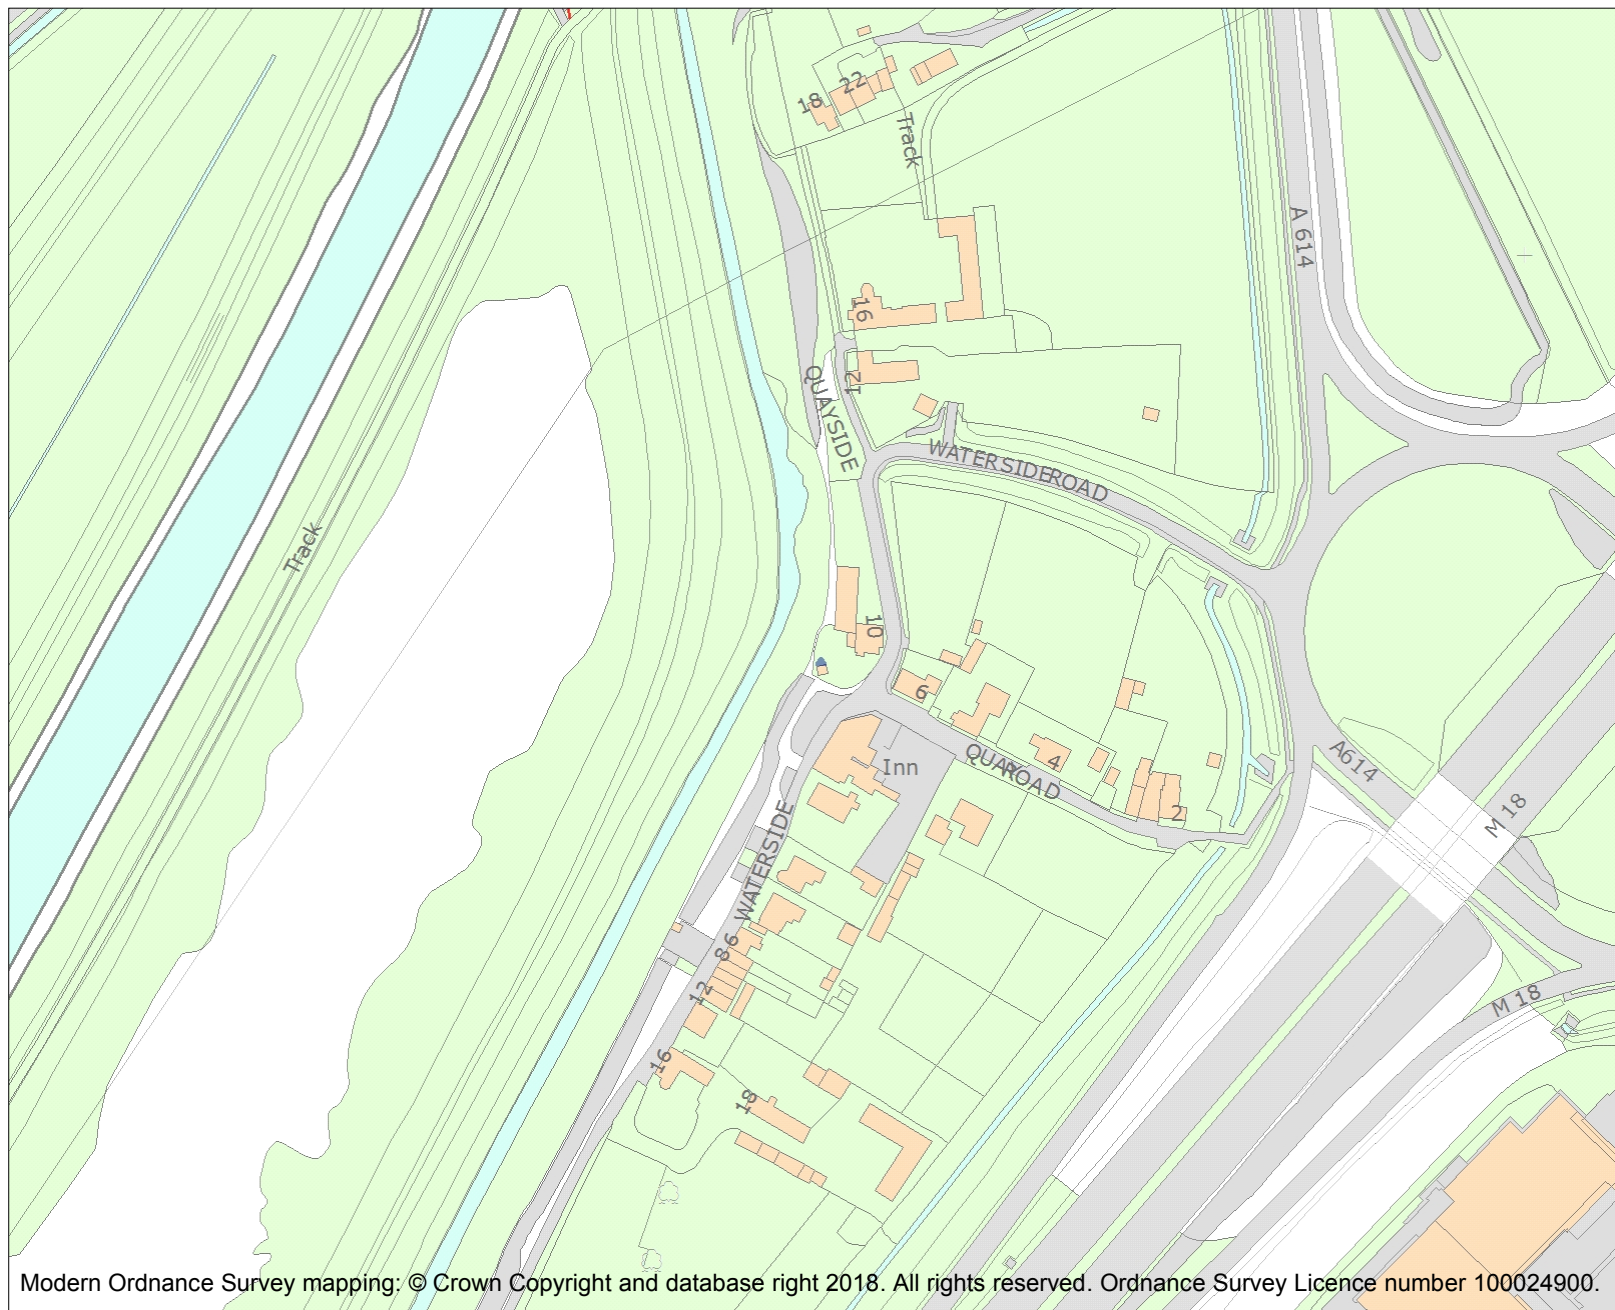 22
18
Track
A 614
16
12
QUAYSIDE
WATERSIDE ROAD
Track
10
6
QUAY ROAD
4
2
A614
Inn
M 18
WATERSIDE
6
8
12
M 18
16
18
Modern Ordnance Survey mapping: © Crown Copyright and database right 2018. All rights reserved. Ordnance Survey Licence number 100024900.